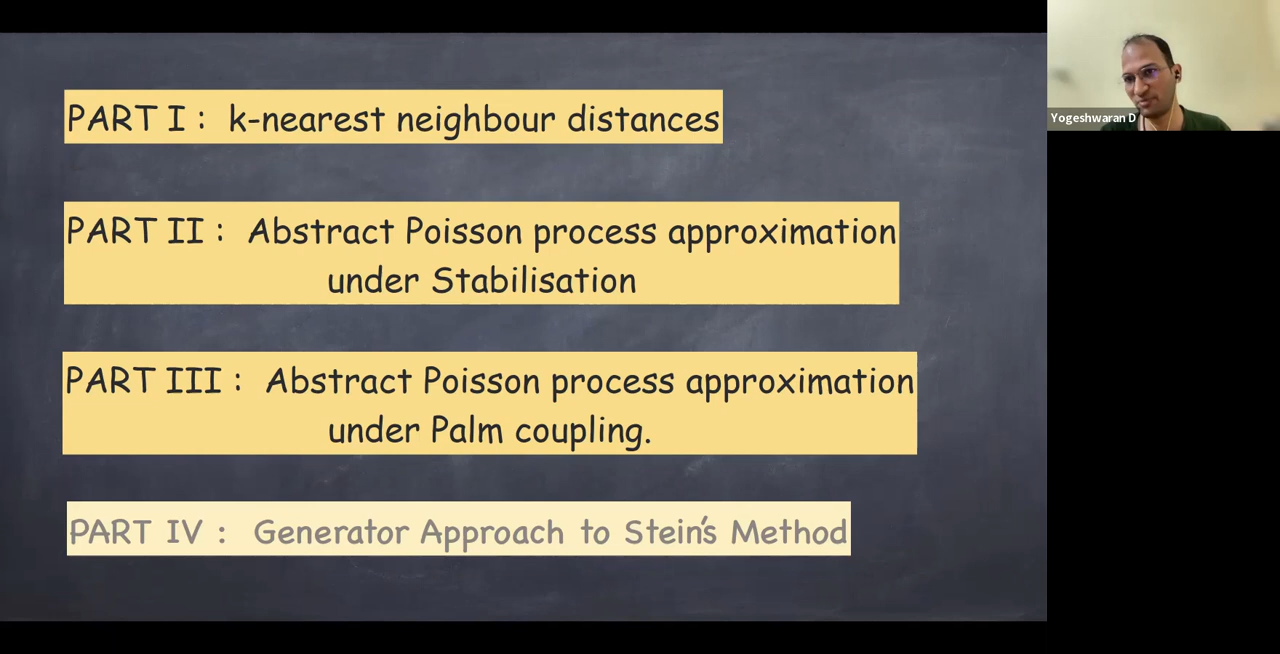 PART I : k-nearest neighbour distances
PART II : Abstract Poisson process approximation
under Stabilisation
PART III : Abstract Poisson process approximation
under Palm coupling.
PART IV : Generator Approach to Stein's Method
Yogeshwaran D